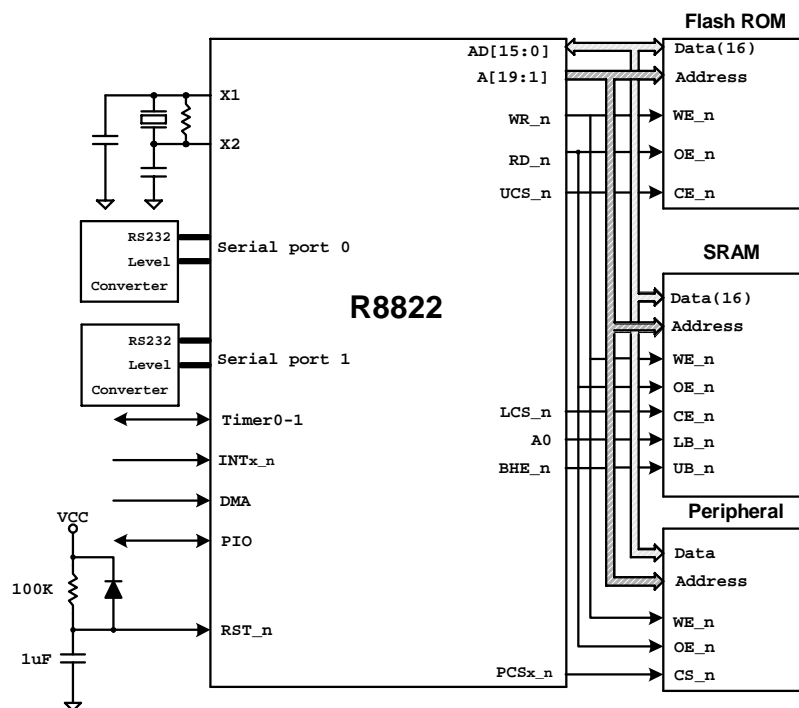 Flash ROM
AD[15:0]
Data(16)
A[19:1]
Address
X1
WR_n
WE_n
X2
RD_n
OE_n
UCS_n
CE_n
RS232
Level
Converter
Serial port 0
R8822
SRAM
Data(16)
Address
RS232
Level
Converter
Serial port 1
WE_n
OE_n
LCS_n
CE_n
A0
LB_n
BHE_n
UB_n
Timer0-1
INTx_n
DMA
PIO
VCC
100K
1uF
RST_n
Peripheral
Data
Address
WE_n
OE_n
PCSx_n
CS_n